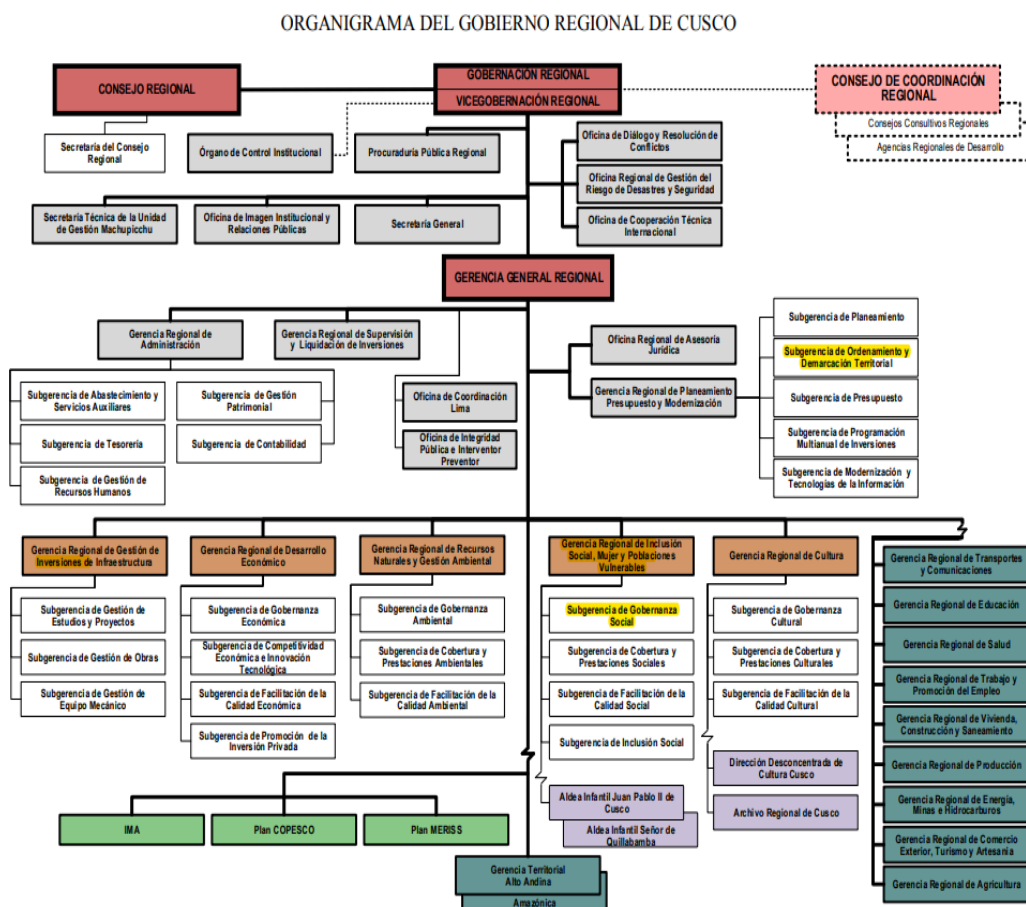 ORGANIGRAMA DEL GOBIERNO REGIONAL DE CUSCO
CONSEJO REGIONAL
GOBERNACIÓN REGIONAL
VICEGOBERNACIÓN REGIONAL
CONSEJO DE COORDINACIÓN
REGIONAL
Consejos Consultivos Regionales
Agencias Regionales de Desarrollo
Secretaría del Consejo
Regional
Órgano de Control Institucional
Procuraduría Pública Regional
Oficina de Diálogo y Resolución de
Conflictos
Oficina Regional de Gestión del
Riesgo de Desastres y Seguridad
Oficina de Cooperación Técnica
Internacional
Secretaría Técnica de la Unidad
de Gestión Machupicchu
Oficina de Imagen Institucional y
Relaciones Públicas
Secretaría General
GERENCIA GENERAL REGIONAL
Gerencia Regional de
Administración
Gerencia Regional de Supervisión
y Liquidación de Inversiones
Subgerencia de Abastecimiento y
Servicios Auxiliares
Subgerencia de Gestión
Patrimonial
Subgerencia de Tesorería
Subgerencia de Contabilidad
Subgerencia de Gestión de
Recursos Humanos
Oficina de Coordinación
Lima
Oficina de Integridad
Pública e Interventor
Preventor
Oficina Regional de Asesoría
Jurídica
Gerencia Regional de Planeamiento
Presupuesto y Modernización
Subgerencia de Planeamiento
Subgerencia de Ordenamiento y
Demarcación Territorial
Subgerencia de Presupuesto
Subgerencia de Programación
Multianual de Inversiones
Subgerencia de Modernización y
Tecnologías de la Información
Gerencia Regional de Gestión de
Inversiones de Infraestructura
Subgerencia de Gestión de
Estudios y Proyectos
Subgerencia de Gestión de Obras
Subgerencia de Gestión de
Equipo Mecánico
Gerencia Regional de Desarrollo
Económico
Subgerencia de Gobernanza
Económica
Subgerencia de Competitividad
Económica e Innovación
Tecnológica
Subgerencia de Facilitación de la
Calidad Económica
Subgerencia de Promoción de la
Inversión Privada
Gerencia Regional de Recursos
Naturales y Gestión Ambiental
Subgerencia de Gobernanza
Ambiental
Subgerencia de Cobertura y
Prestaciones Ambientales
Subgerencia de Facilitación de la
Calidad Ambiental
Gerencia Regional de Inclusión
Social, Mujer y Poblaciones
Vulnerables
Subgerencia de Gobernanza
Social
Subgerencia de Cobertura y
Prestaciones Sociales
Subgerencia de Facilitación de la
Calidad Social
Subgerencia de Inclusión Social
Aldea Infantil Juan Pablo II de
Cusco
Aldea Infantil Señor de
Quillabamba
Gerencia Regional de Cultura
Subgerencia de Gobernanza
Cultural
Subgerencia de Cobertura y
Prestaciones Culturales
Subgerencia de Facilitación de la
Calidad Cultural
Dirección Desconcentrada de
Cultura Cusco
Archivo Regional de Cusco
Gerencia Regional de Transportes
y Comunicaciones
Gerencia Regional de Educación
Gerencia Regional de Salud
Gerencia Regional de Trabajo y
Promoción del Empleo
Gerencia Regional de Vivienda,
Construcción y Saneamiento
Gerencia Regional de Producción
Gerencia Regional de Energía,
Minas e Hidrocarburos
Gerencia Regional de Comercio
Exterior, Turismo y Artesanía
Gerencia Regional de Agricultura
IMA
Plan COPESCO
Plan MERISS
Gerencia Territorial
Alto Andina
Amazónica